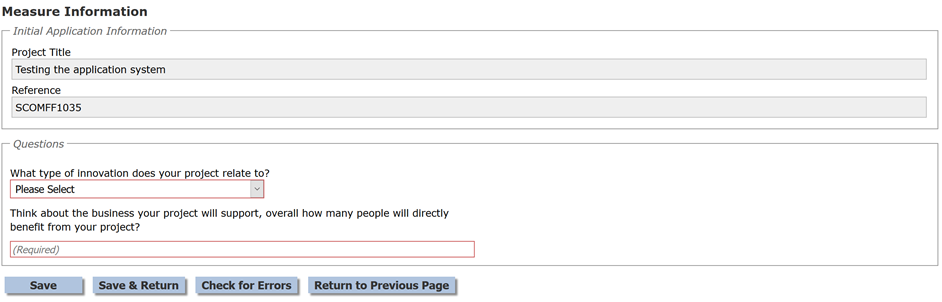 Measure Information
Initial Application Information
Project Title
Testing the application system
Reference
SCOMFF1035
Questions
What type of innovation does your project relate to?
Please Select
Think about the business your project will support, overall how many people will directly
benefit from your project?
(Required)
Save
Save & Return
Check for Errors
Return to Previous Page